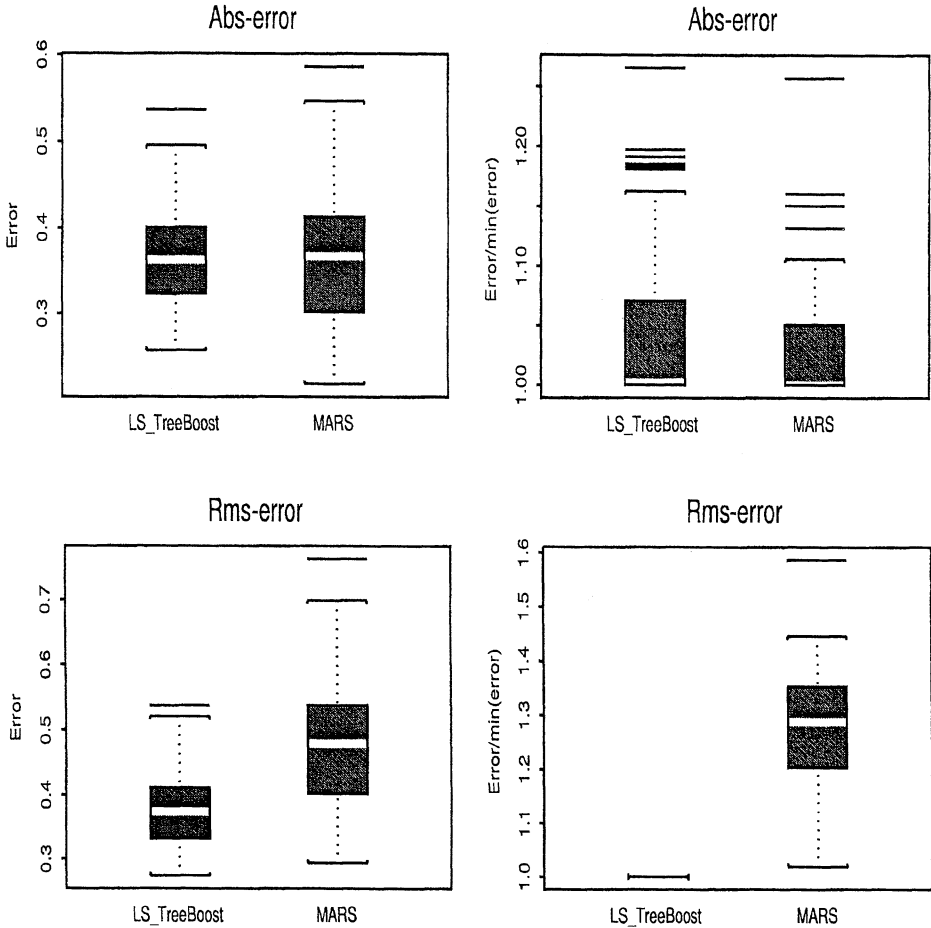 Abs-error
Error
0.6
0.5
0.4
0.3
LS_TreeBoost
MARS
Abs-error
Error/min(error)
1.20
1.10
1.00
LS_TreeBoost
MARS
Rms-error
Error
0.7
0.6
0.5
0.4
0.3
LS_TreeBoost
MARS
Rms-error
Error/min(error)
1.6
1.5
1.4
1.3
1.2
1.1
1.0
LS_TreeBoost
MARS